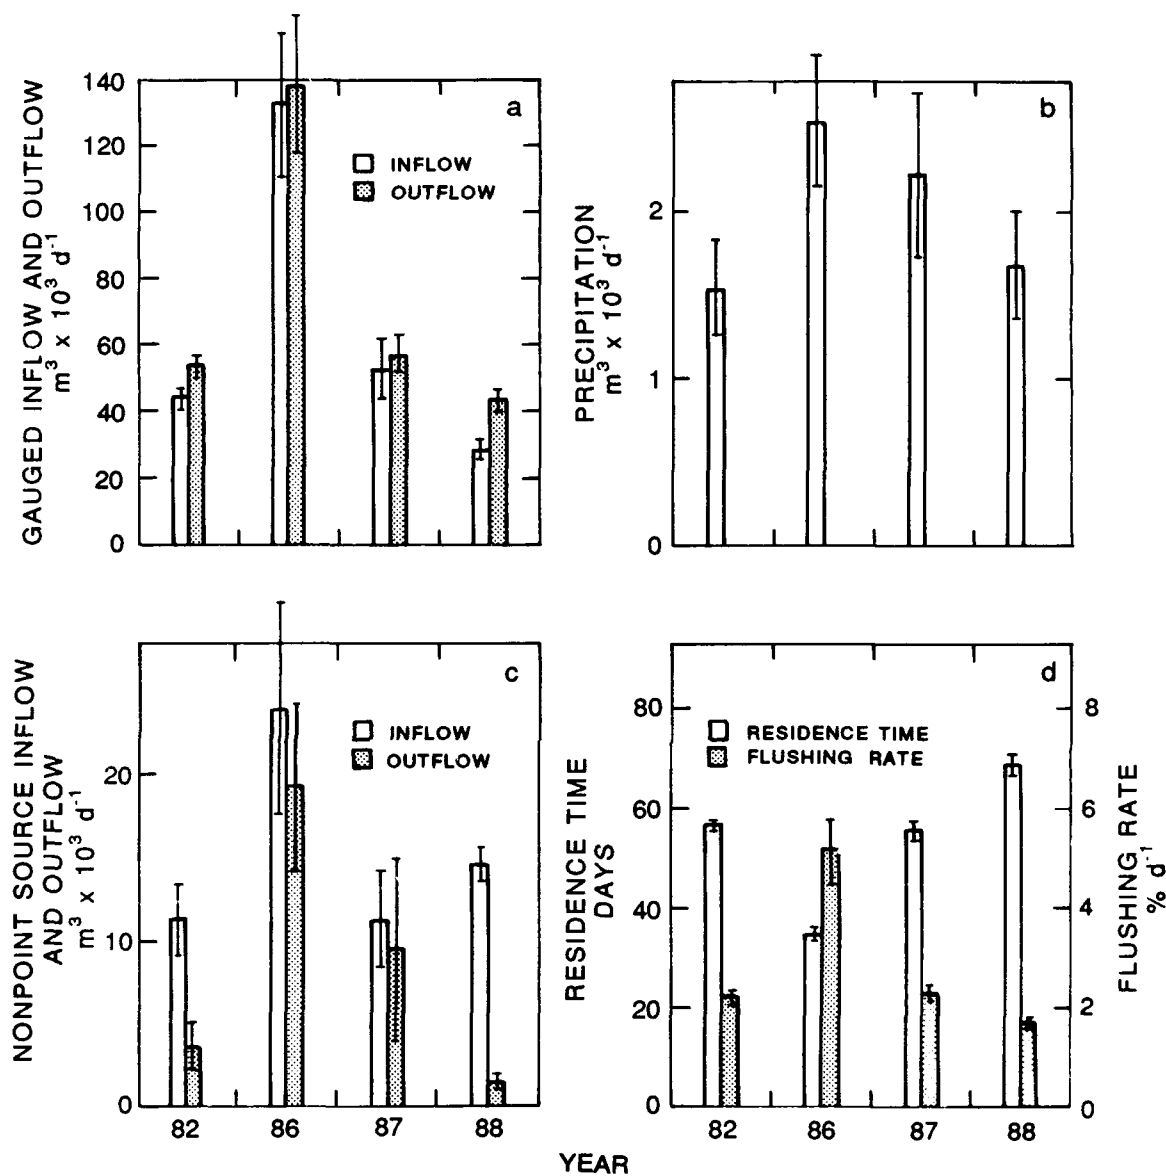 GAUGED INFLOW AND OUTFLOW
m³ x 10³ d⁻¹
140
120
100
80
60
40
20
0
a
INFLOW
OUTFLOW
PRECIPITATION
m³ x 10³ d⁻¹
2
1
0
b
NONPOINT SOURCE INFLOW
AND OUTFLOW
m³ x 10³ d⁻¹
20
10
0
c
INFLOW
OUTFLOW
82 86 87 88
RESIDENCE TIME
DAYS
80
60
40
20
0
d
RESIDENCE TIME
FLUSHING RATE
8
6
4
2
0
FLUSHING RATE
% d⁻¹
82 86 87 88
YEAR